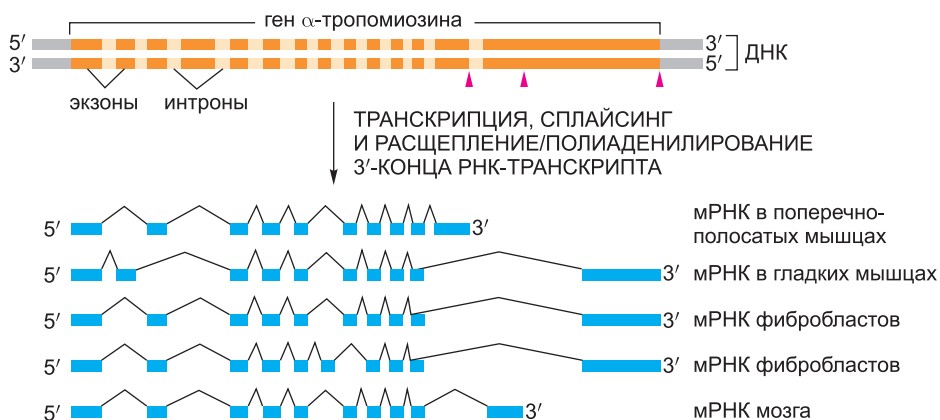 ген α-тропомиозина
5′ 3′
3′ 5′
ДНК
экзоны интроны
ТРАНСКРИПЦИЯ, СПЛАЙСИНГ
И РАСЩЕПЛЕНИЕ/ПОЛИАДЕНИЛИРОВАНИЕ
3′-КОНЦА РНК-ТРАНСКРИПТА
5′ 3′ мРНК в поперечно-
полосатых мышцах
5′ 3′ мРНК в гладких мышцах
5′ 3′ мРНК фибробластов
5′ 3′ мРНК фибробластов
5′ 3′ мРНК мозга